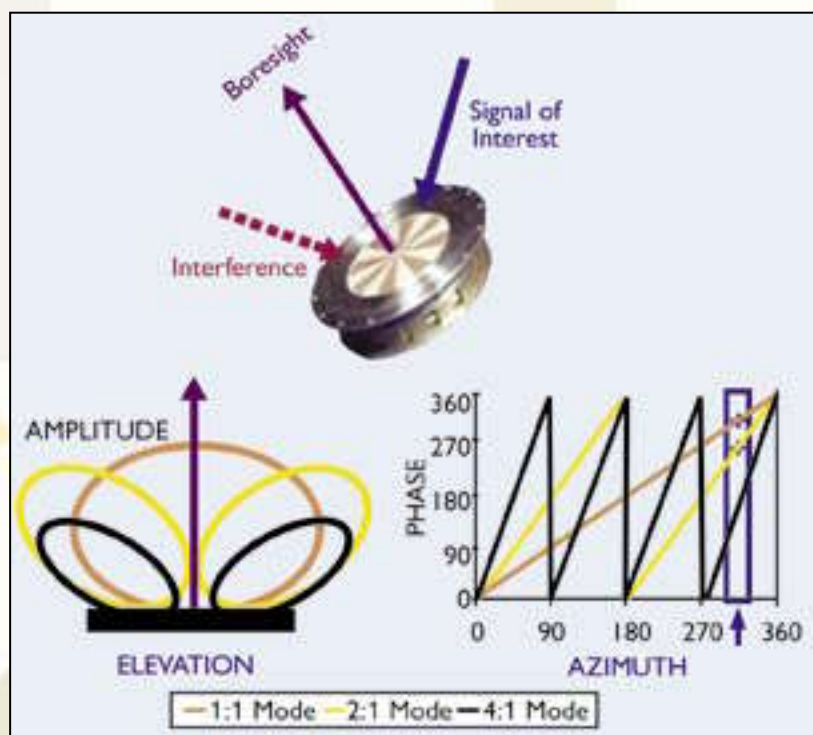 Boresight
Signal of
Interest
Interference
AMPLITUDE
ELEVATION
PHASE
360
270
180
90
0
0 90 180 270 360
AZIMUTH
1:1 Mode 2:1 Mode 4:1 Mode